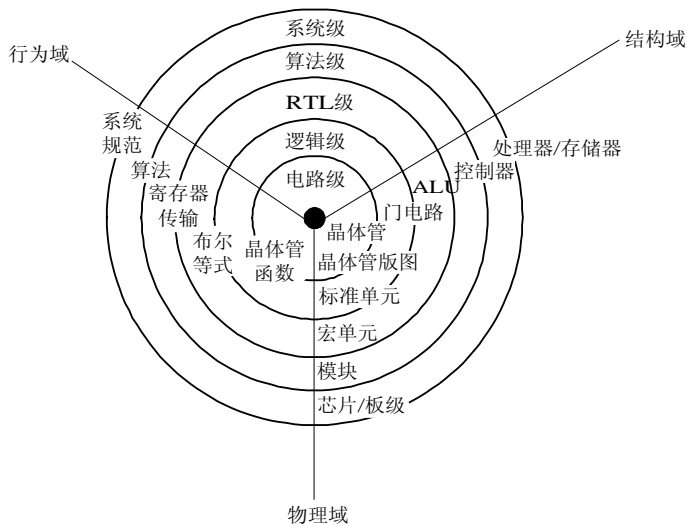 系统级
行为域
结构域
算法级
RTL级
系统
规范
逻辑级
处理器/存储器
算法
控制器
电路级
ALU
寄存器
传输
门电路
晶体管
布尔
等式
晶体管
函数
晶体管版图
标准单元
宏单元
模块
芯片/板级
物理域